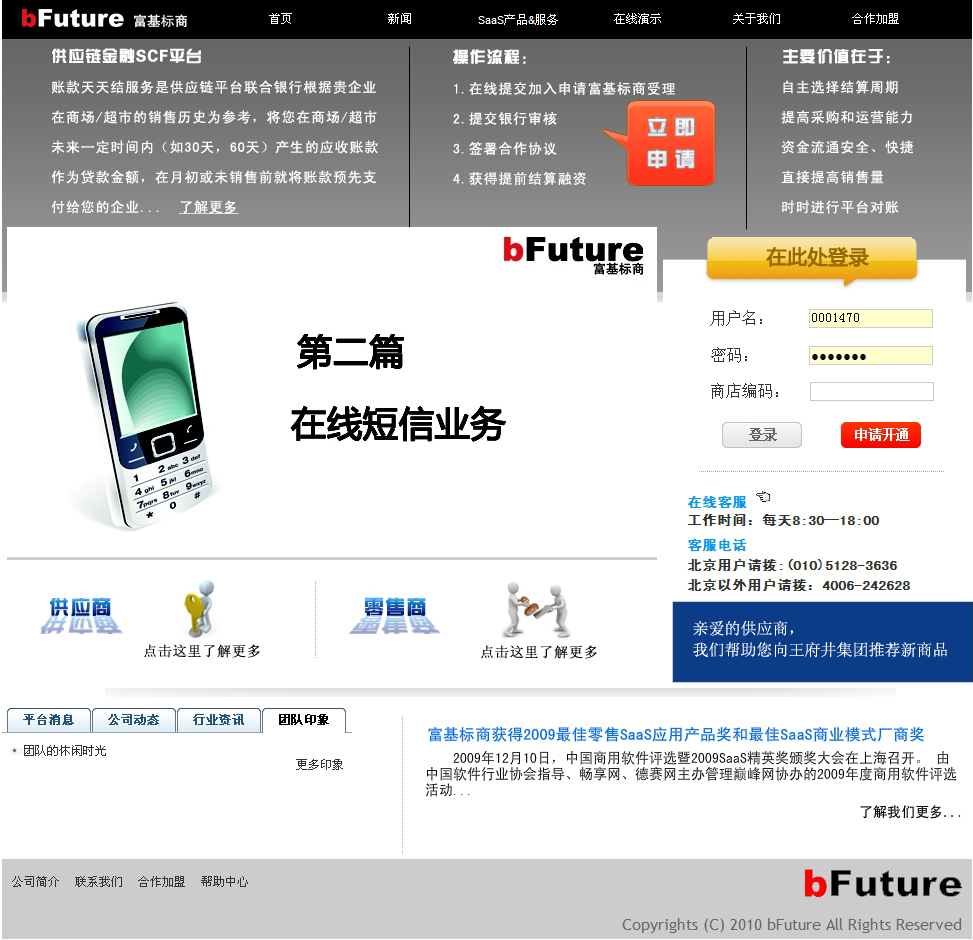 bFuture 富基标商
首页 新闻 SaaS产品&服务 在线演示 关于我们 合作加盟
供应链金融SCF平台
账款天天结服务是供应链平台联合银行根据贵企业
在商场/超市的销售历史为参考，将您在商场/超市
未来一定时间内（如30天，60天）产生的应收账款
作为贷款金额，在月初或未销售前就将账款预先支
付给您的企业... 了解更多
操作流程：
1.在线提交加入申请富基标商受理
2.提交银行审核
3.签署合作协议
4.获得提前结算融资
立即
申请
主要价值在于：
自主选择结算周期
提高采购和运营能力
资金流通安全、快捷
直接提高销售量
时时进行平台对账
bFuture
富基标商
第二篇
在线短信业务
1 2 abc 3 def
4 ghi 5 jkl 6 mno
7 pqrs 8 tuv 9 wxyz
* 0 #
在此处登录
用户名： 0001470
密码： ●●●●●●●
商店编码：
登录 申请开通
在线客服
工作时间：每天8:30—18:00
客服电话
北京用户请拨:(010)5128-3636
北京以外用户请拨：4006-242628
亲爱的供应商，
我们帮助您向王府井集团推荐新商品
供应商
点击这里了解更多
零售商
点击这里了解更多
平台消息 公司动态 行业资讯 团队印象
团队的休闲时光
更多印象
富基标商获得2009最佳零售SaaS应用产品奖和最佳SaaS商业模式厂商奖
2009年12月10日，中国商用软件评选暨2009SaaS精英奖颁奖大会在上海召开。 由
中国软件行业协会指导、畅享网、德赛网主办管理巅峰网协办的2009年度商用软件评选
活动...
了解我们更多...
公司简介 联系我们 合作加盟 帮助中心
bFuture
Copyrights (C) 2010 bFuture All Rights Reserved